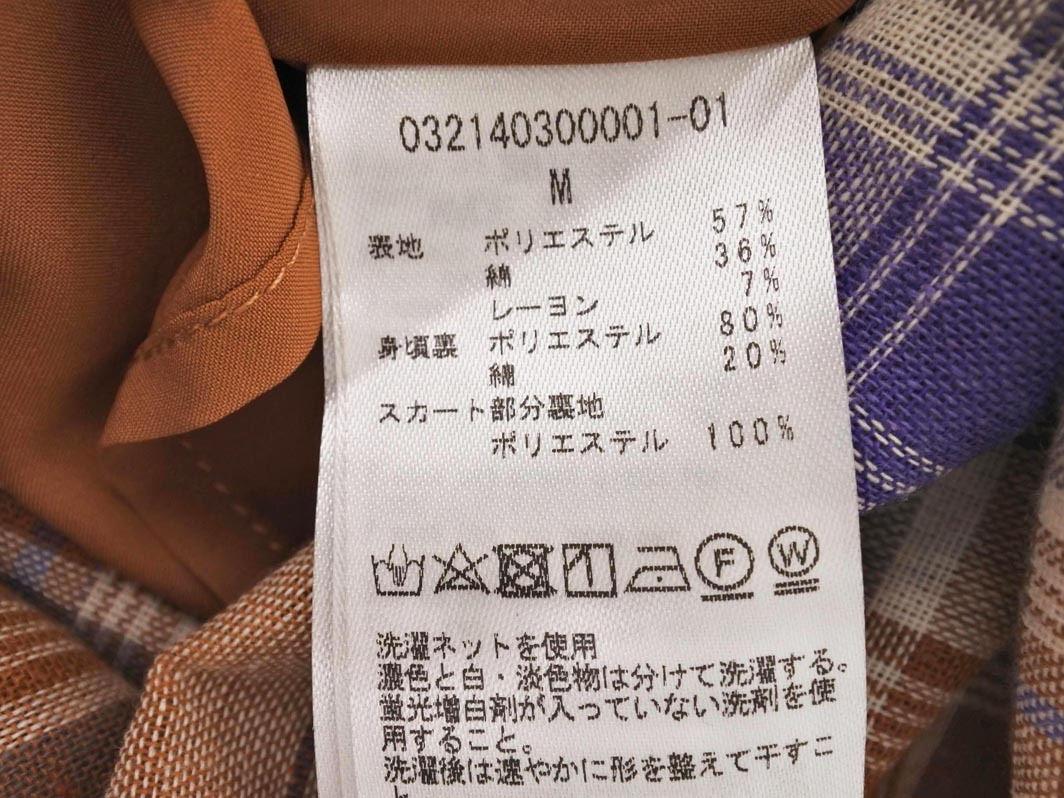 032140300001-01
M
表地 ポリエステル 57%
綿 36%
レーヨン 7%
身頃裏 ポリエステル 80%
綿 20%
スカート部分裏地
ポリエステル 100%
F W
洗濯ネットを使用
濃色と白・淡色物は分けて洗濯する。
蛍光増白剤が入っていない洗剤を使
用すること。
洗濯後は速やかに形を整えて干すこ
と